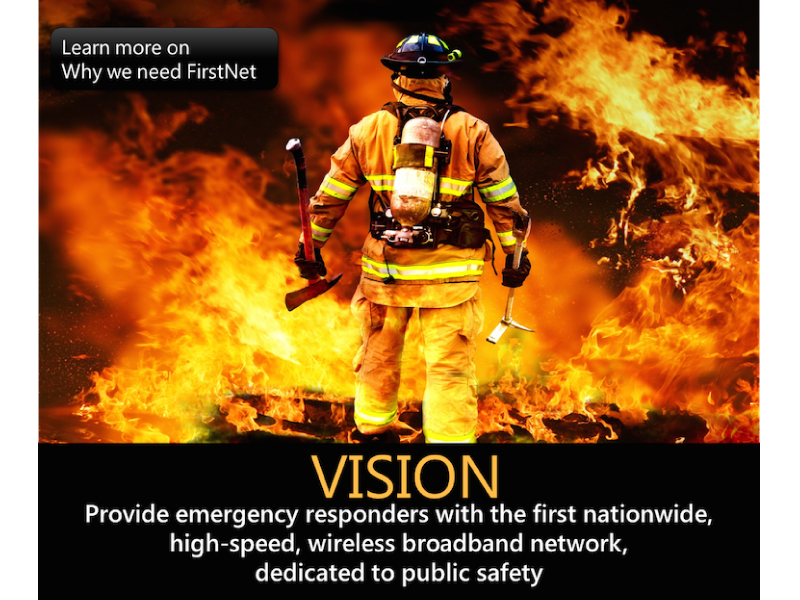 Learn more on
Why we need FirstNet
VISION
Provide emergency responders with the first nationwide,
high-speed, wireless broadband network,
dedicated to public safety